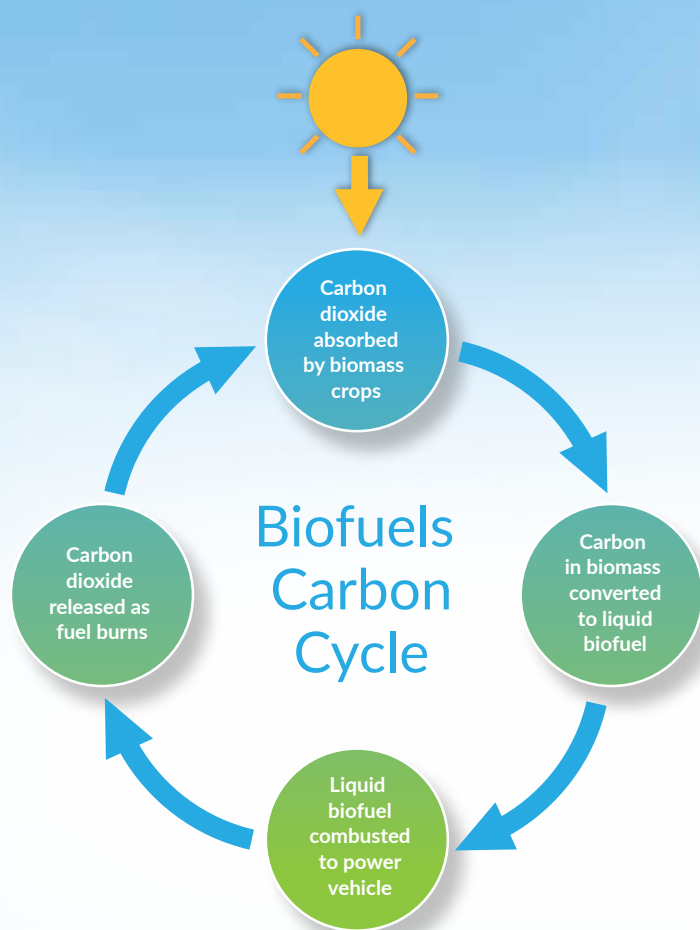 Carbon
dioxide
absorbed
by biomass
crops
Biofuels
Carbon
Cycle
Carbon
in biomass
converted
to liquid
biofuel
Liquid
biofuel
combusted
to power
vehicle
Carbon
dioxide
released as
fuel burns